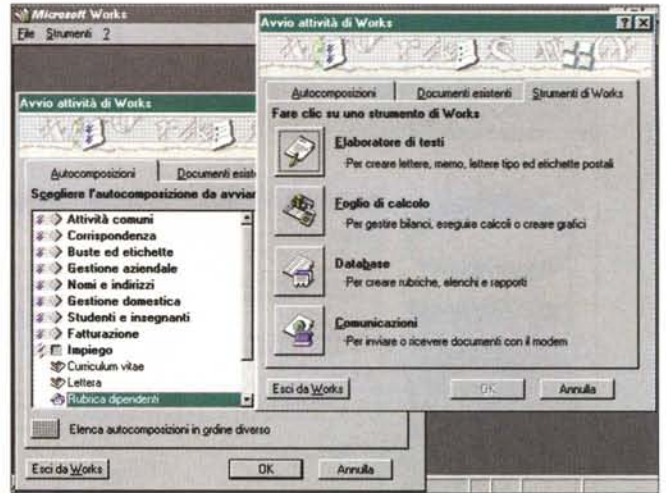 Microsoft Works
File Strumenti ?
Avvio attività di Works
Autocomposizioni Documenti esist
Scegliere l'autocomposizione da avviar
Attività comuni
Corrispondenza
Buste ed etichette
Gestione aziendale
Nomi e indirizzi
Gestione domestica
Studenti e insegnanti
Fatturazione
Impiego
Curriculum vitae
Lettera
Rubrica dipendenti
Elenca autocomposizioni in ordine diverso
Esci da Works OK Annulla
Avvio attività di Works
Autocomposizioni Documenti esistenti Strumenti di Works
Fare clic su uno strumento di Works
Elaboratore di testi
Per creare lettere, memo, lettere tipo ed etichette postali
Foglio di calcolo
Per gestire bilanci, eseguire calcoli o creare grafici
Database
Per creare rubriche, elenchi e rapporti
Comunicazioni
Per inviare o ricevere documenti con il modem
Esci da Works OK Annulla